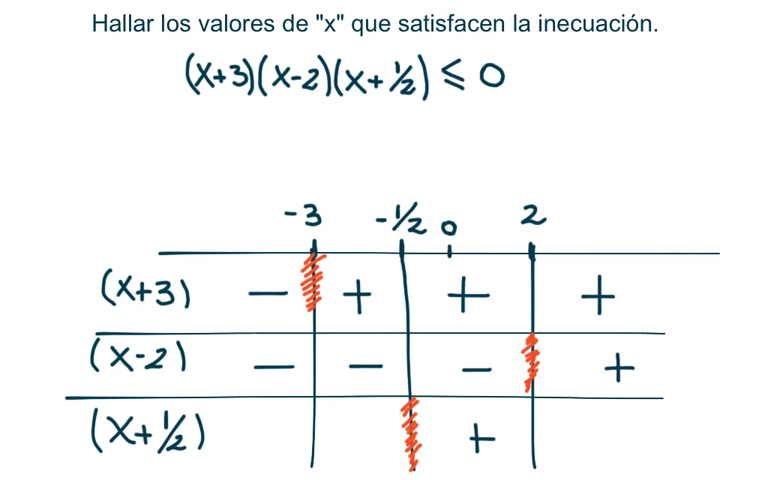 Hallar los valores de "x" que satisfacen la inecuación.
(x+3)(x-2)(x+½) ⩽ 0
-3 -½ 0 2
(x+3) − + + +
(x-2) − − − +
(x+½) +